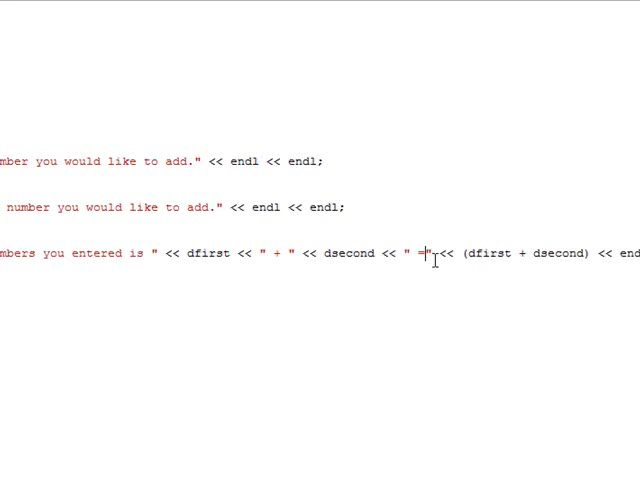 mber you would like to add." << endl << endl;
number you would like to add." << endl << endl;
mbers you entered is " << dfirst << " + " << dsecond << " =" << (dfirst + dsecond) << end